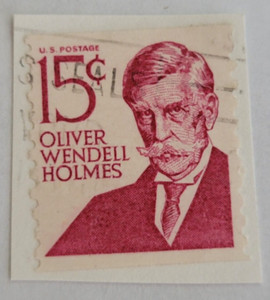 U.S. POSTAGE
15¢
OLIVER
WENDELL
HOLMES